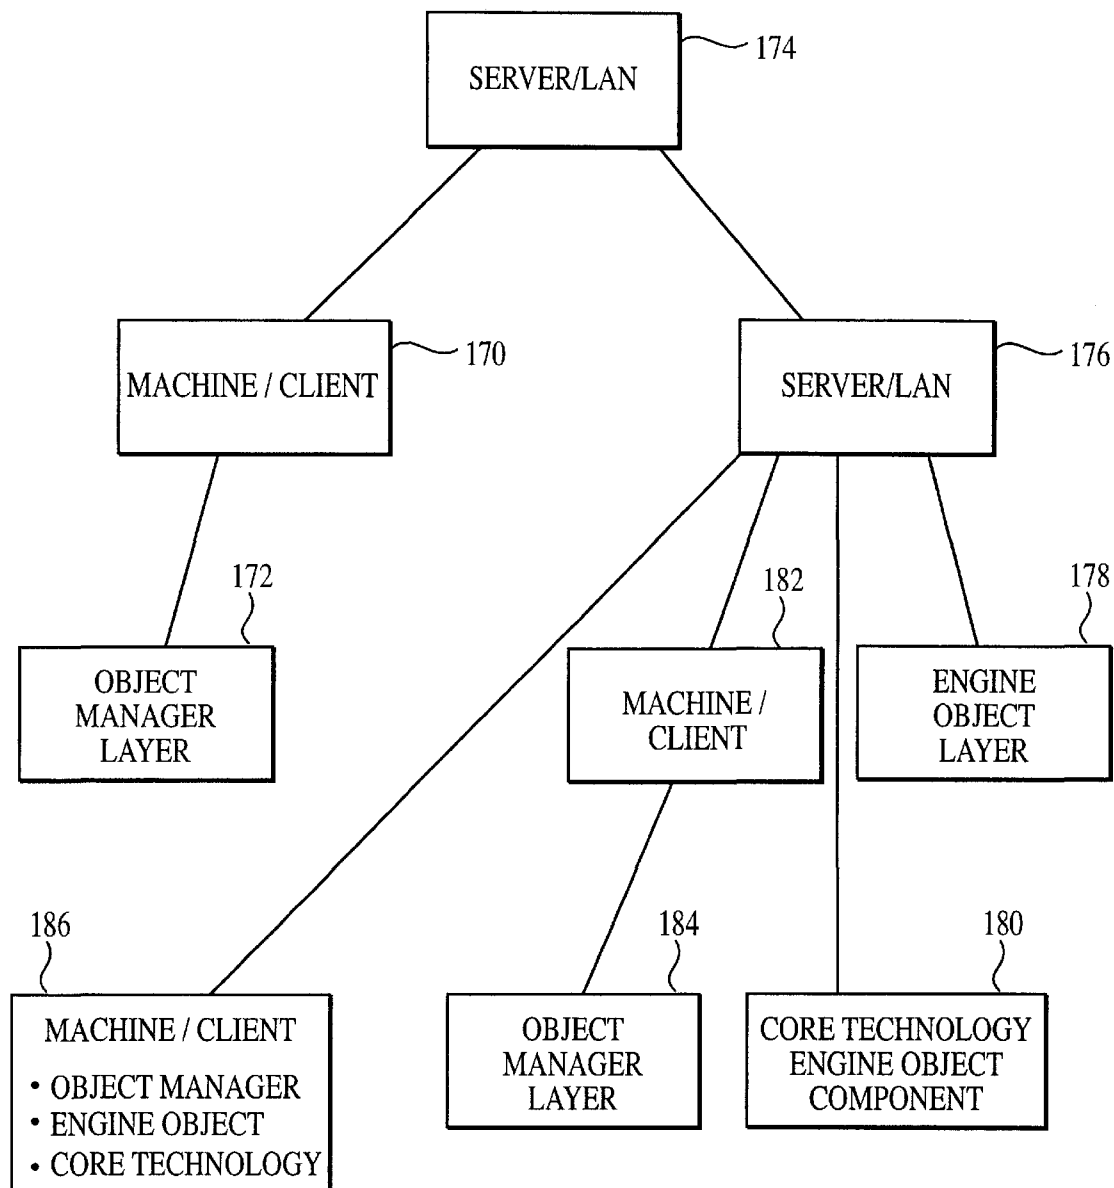 SERVER/LAN
174
MACHINE / CLIENT
170
SERVER/LAN
176
172
OBJECT
MANAGER
LAYER
182
MACHINE /
CLIENT
178
ENGINE
OBJECT
LAYER
186
MACHINE / CLIENT
• OBJECT MANAGER
• ENGINE OBJECT
• CORE TECHNOLOGY
184
OBJECT
MANAGER
LAYER
180
CORE TECHNOLOGY
ENGINE OBJECT
COMPONENT